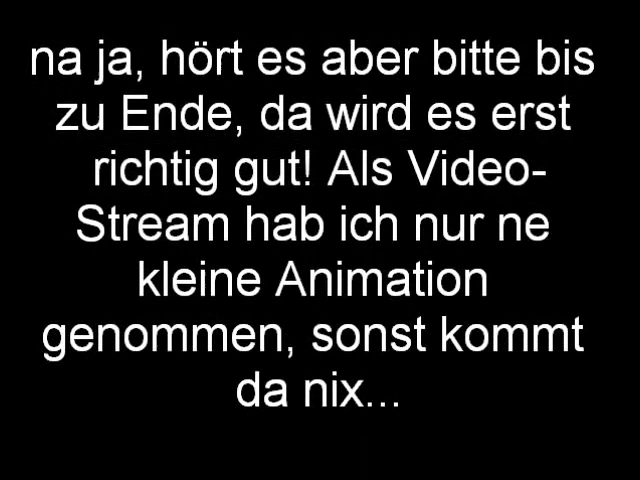 na ja, hört es aber bitte bis
zu Ende, da wird es erst
richtig gut! Als Video-
Stream hab ich nur ne
kleine Animation
genommen, sonst kommt
da nix...